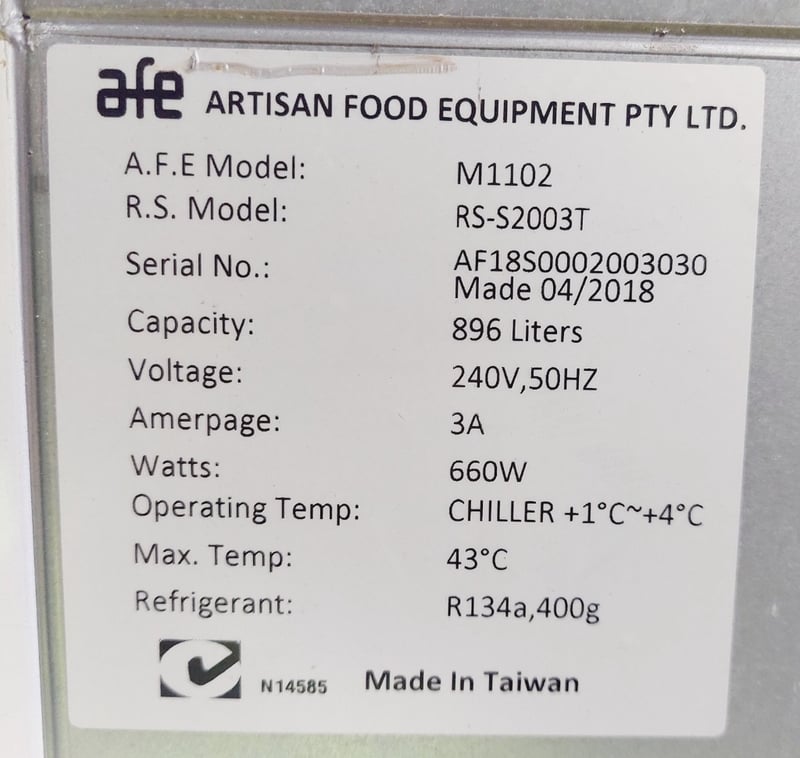 afe ARTISAN FOOD EQUIPMENT PTY LTD.
A.F.E Model: M1102
R.S. Model: RS-S2003T
Serial No.: AF18S0002003030
Made 04/2018
Capacity: 896 Liters
Voltage: 240V,50HZ
Amerpage: 3A
Watts: 660W
Operating Temp: CHILLER +1°C~+4°C
Max. Temp: 43°C
Refrigerant: R134a,400g
N14585 Made In Taiwan